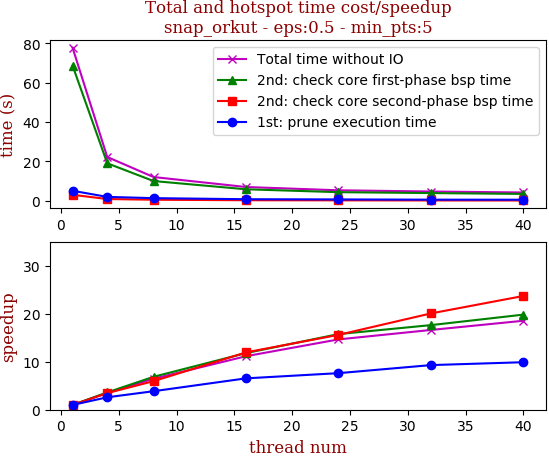 Total and hotspot time cost/speedup
snap_orkut - eps:0.5 - min_pts:5
80
60
40
20
0
time (s)
Total time without IO
2nd: check core first-phase bsp time
2nd: check core second-phase bsp time
1st: prune execution time
0 5 10 15 20 25 30 35 40
30
20
10
0
speedup
0 5 10 15 20 25 30 35 40
thread num